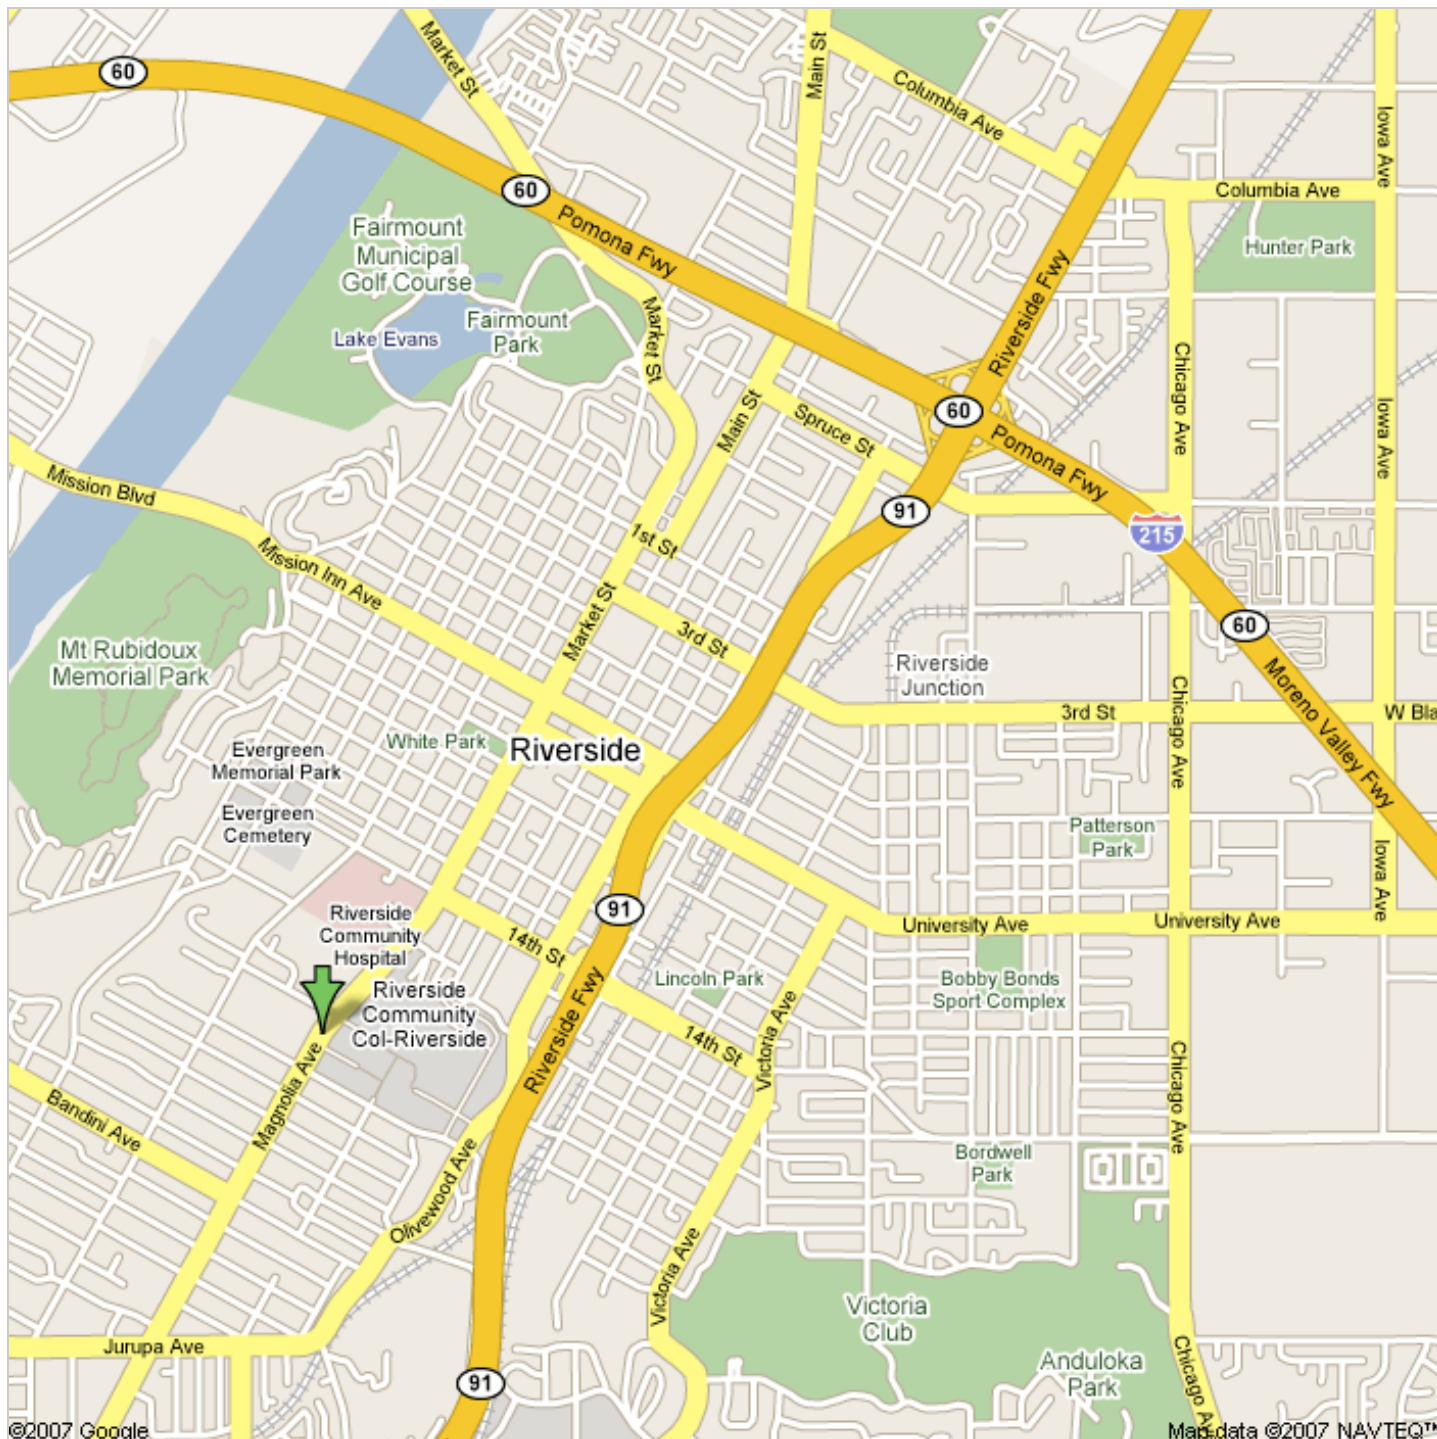 Market St
Main St
60
Columbia Ave
Iowa Ave
60
Columbia Ave
Fairmount
Municipal
Golf Course
Pomona Fwy
Hunter Park
Riverside Fwy
Lake Evans
Fairmount
Park
Market St
Chicago Ave
60
Main St
Spruce St
Iowa Ave
Pomona Fwy
Mission Blvd
91
215
1st St
Mission Inn Ave
Market St
3rd St
60
Mt Rubidoux
Memorial Park
Riverside
Junction
Moreno Valley Fwy
3rd St
W Bla
Chicago Ave
White Park
Riverside
Evergreen
Memorial Park
Evergreen
Cemetery
Patterson
Park
Iowa Ave
91
Riverside
Community
Hospital
University Ave
University Ave
14th St
Lincoln Park
Bobby Bonds
Sport Complex
Riverside
Community
Col-Riverside
Riverside Fwy
14th St
Victoria Ave
Magnolia Ave
Chicago Ave
Bandini Ave
Olivewood Ave
Bordwell
Park
Victoria Ave
Victoria
Club
Jurupa Ave
Anduloka
Park
Chicago Av
91
©2007 Google
Map data ©2007 NAVTEQ™